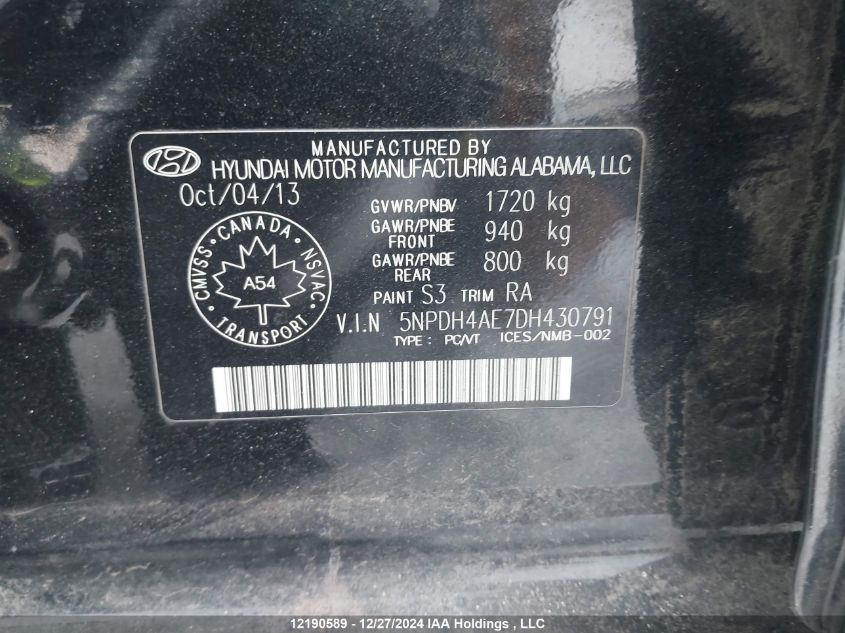 MANUFACTURED BY
HYUNDAI MOTOR MANUFACTURING ALABAMA, LLC
Oct/04/13
GVWR/PNBV 1720 kg
GAWR/PNBE FRONT 940 kg
GAWR/PNBE REAR 800 kg
PAINT S3 TRIM RA
CMVSS · CANADA · NSVAC · TRANSPORT ·
A54
V.I.N 5NPDH4AE7DH430791
TYPE : PC/VT ICES/NMB-002
12190589 - 12/27/2024 IAA Holdings , LLC